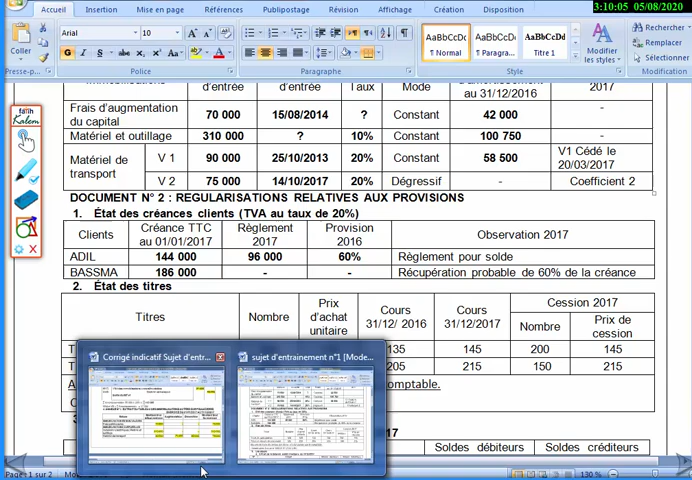 3:10:05 05/08/2020
Accueil Insertion Mise en page Références Publipostage Révision Affichage Création Disposition
Coller
Arial 10
AaBbCcDc AaBbCcDc AaBbCc
¶ Normal ¶ Paragra... Titre 1
Modifier les styles
Rechercher
Remplacer
Sélectionner
Presse-p... Police Paragraphe Style Modification
d'entrée d'entrée Taux Mode au 31/12/2016 2017
Frais d'augmentation du capital 70 000 15/08/2014 ? Constant 42 000 -
Matériel et outillage 310 000 ? 10% Constant 100 750 -
Matériel de transport V 1 90 000 25/10/2013 20% Constant 58 500 V1 Cédé le 20/03/2017
V 2 75 000 14/10/2017 20% Dégressif - Coefficient 2
DOCUMENT N° 2 : REGULARISATIONS RELATIVES AUX PROVISIONS
1. État des créances clients (TVA au taux de 20%)
Clients Créance TTC au 01/01/2017 Règlement 2017 Provision 2016 Observation 2017
ADIL 144 000 96 000 60% Règlement pour solde
BASSMA 186 000 - - Récupération probable de 60% de la créance
2. État des titres
Titres Nombre Prix d'achat unitaire Cours 31/12/ 2016 Cours 31/12/2017 Cession 2017
Nombre Prix de cession
T 135 145 200 145
T 205 215 150 215
comptable.
Corrigé indicatif Sujet d'entr... sujet d'entrainement n°1 [Mode...
Soldes débiteurs Soldes créditeurs
Page : 1 sur 2 130 %